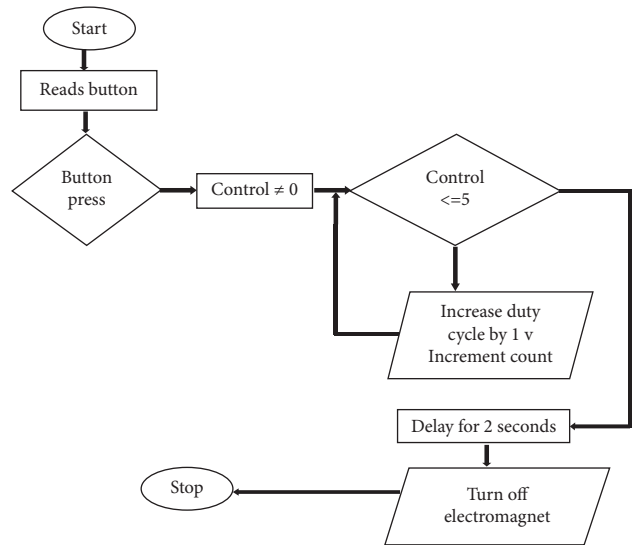 Start
Reads button
Button
press
Control ≠ 0
Control
<=5
Increase duty
cycle by 1 v
Increment count
Delay for 2 seconds
Turn off
electromagnet
Stop